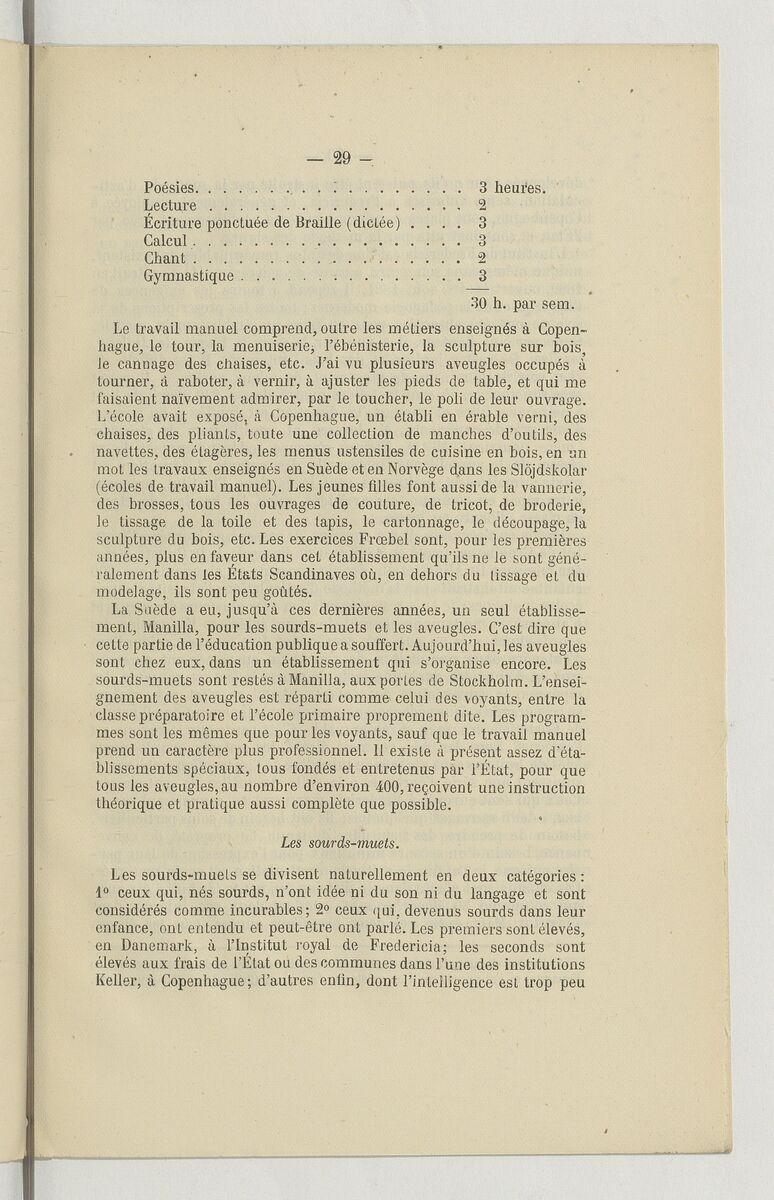 — 29 —
Poésies. . . . . . . . . . . . . . . . . . 3 heures.
Lecture . . . . . . . . . . . . . . . . . 2
Écriture ponctuée de Braille (dictée) . . . . 3
Calcul . . . . . . . . . . . . . . . . . . 3
Chant . . . . . . . . . . . . . . . . . . 2
Gymnastique . . . . . . . . . . . . . . . 3
30 h. par sem.
Le travail manuel comprend, outre les métiers enseignés à Copen-
hague, le tour, la menuiserie, l'ébénisterie, la sculpture sur bois,
le cannage des chaises, etc. J'ai vu plusieurs aveugles occupés à
tourner, à raboter, à vernir, à ajuster les pieds de table, et qui me
faisaient naïvement admirer, par le toucher, le poli de leur ouvrage.
L'école avait exposé, à Copenhague, un établi en érable verni, des
chaises, des pliants, toute une collection de manches d'outils, des
navettes, des étagères, les menus ustensiles de cuisine en bois, en un
mot les travaux enseignés en Suède et en Norvège dans les Slöjdskolar
(écoles de travail manuel). Les jeunes filles font aussi de la vannerie,
des brosses, tous les ouvrages de couture, de tricot, de broderie,
le tissage de la toile et des tapis, le cartonnage, le découpage, la
sculpture du bois, etc. Les exercices Frœbel sont, pour les premières
années, plus en faveur dans cet établissement qu'ils ne le sont géné-
ralement dans les États Scandinaves où, en dehors du tissage et du
modelage, ils sont peu goûtés.
La Suède a eu, jusqu'à ces dernières années, un seul établisse-
ment, Manilla, pour les sourds-muets et les aveugles. C'est dire que
cette partie de l'éducation publique a souffert. Aujourd'hui, les aveugles
sont chez eux, dans un établissement qui s'organise encore. Les
sourds-muets sont restés à Manilla, aux portes de Stockholm. L'ensei-
gnement des aveugles est réparti comme celui des voyants, entre la
classe préparatoire et l'école primaire proprement dite. Les program-
mes sont les mêmes que pour les voyants, sauf que le travail manuel
prend un caractère plus professionnel. Il existe à présent assez d'éta-
blissements spéciaux, tous fondés et entretenus par l'État, pour que
tous les aveugles, au nombre d'environ 400, reçoivent une instruction
théorique et pratique aussi complète que possible.
Les sourds-muets.
Les sourds-muets se divisent naturellement en deux catégories :
1º ceux qui, nés sourds, n'ont idée ni du son ni du langage et sont
considérés comme incurables ; 2º ceux qui, devenus sourds dans leur
enfance, ont entendu et peut-être ont parlé. Les premiers sont élevés,
en Danemark, à l'Institut royal de Fredericia; les seconds sont
élevés aux frais de l'État ou des communes dans l'une des institutions
Keller, à Copenhague ; d'autres enfin, dont l'intelligence est trop peu